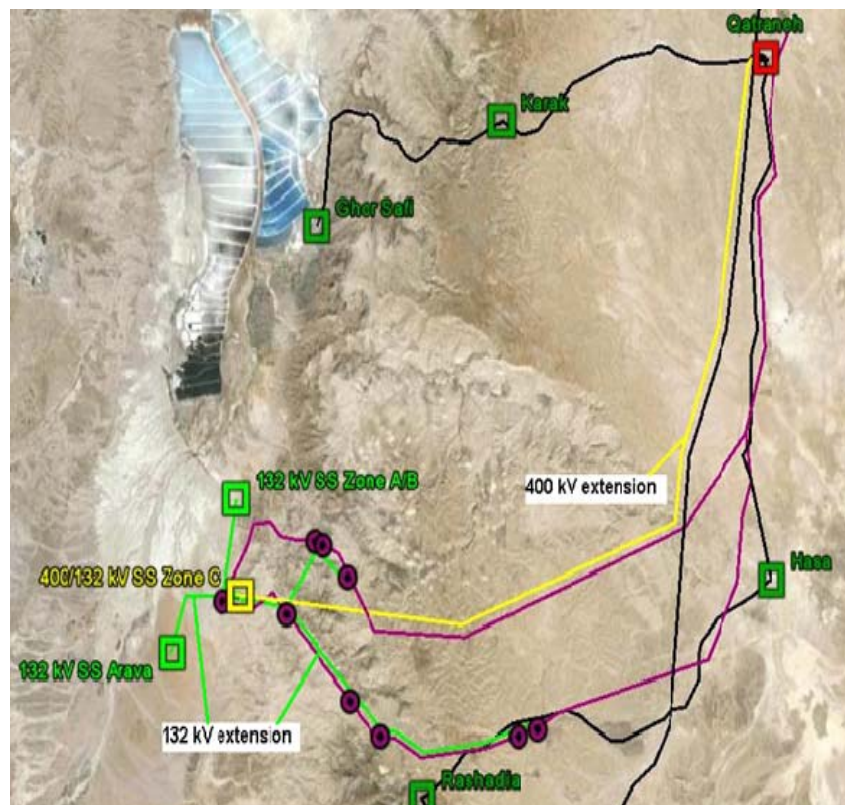 Qatraneh
Karak
Ghor Safi
132 kV SS Zone A/B
400 kV extension
400/132 kV SS Zone C
Hasa
132 kV SS Arava
132 kV extension
Rashadia